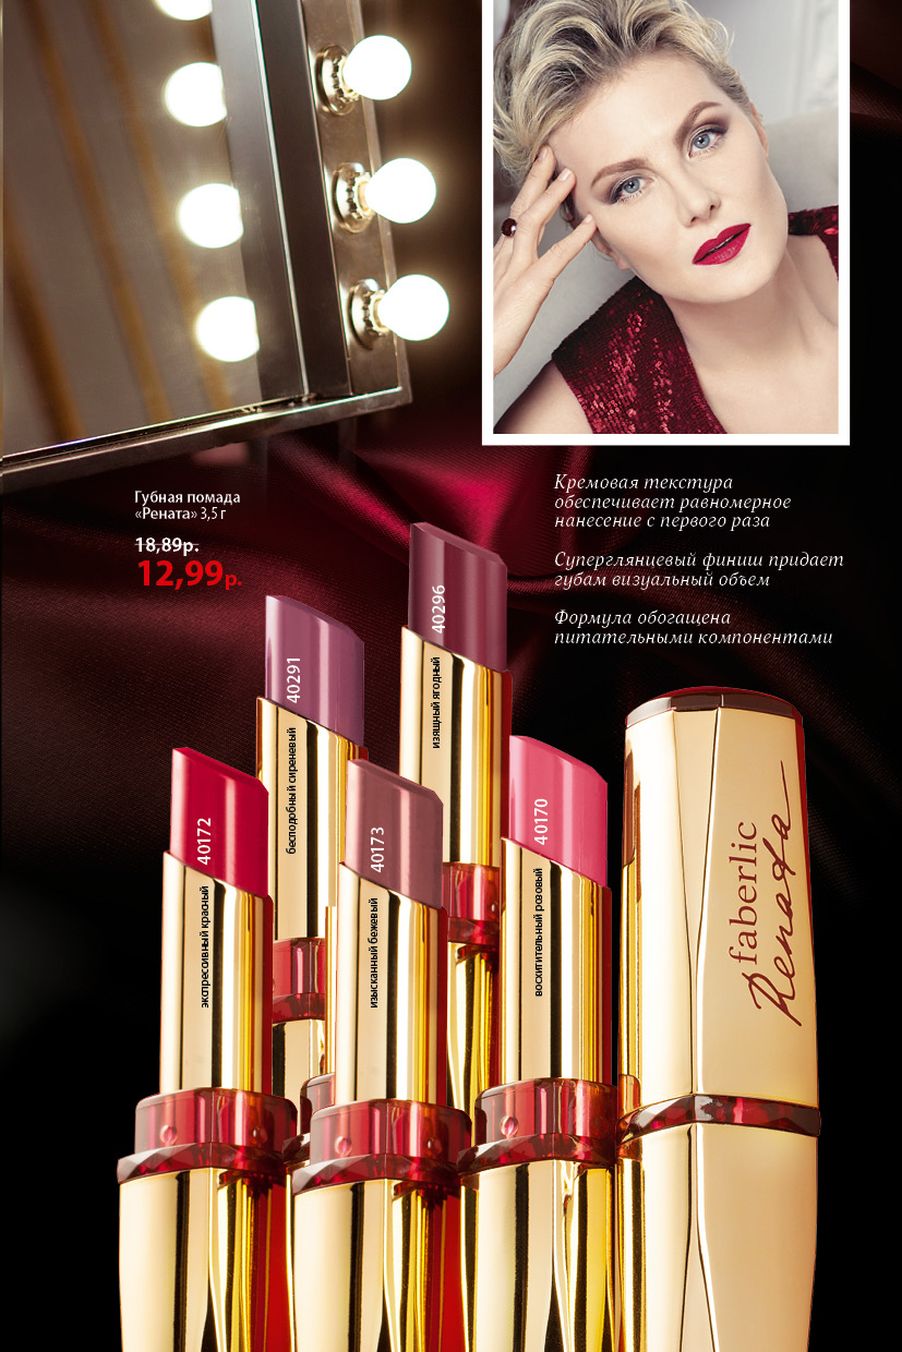 Губная помада
«Рената» 3,5 г
18,89р.
12,99р.
Кремовая текстура
обеспечивает равномерное
нанесение с первого раза
Суперглянцевый финиш придает
губам визуальный объем
Формула обогащена
питательными компонентами
40296
изящный ягодный
40291
бесподобный сиреневый
40172
экспрессивный красный
40173
изысканный бежевый
40170
восхитительный розовый
faberlic
Renata